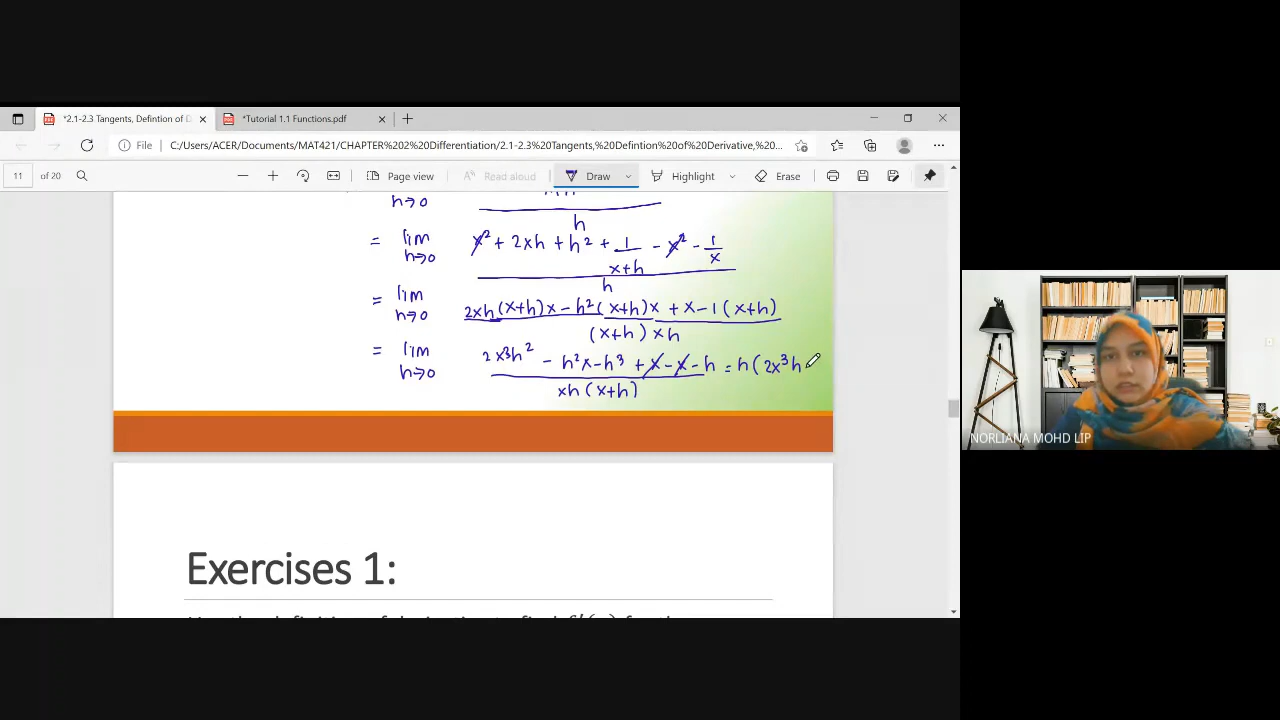 *2.1-2.3 Tangents, Defintion of D
*Tutorial 1.1 Functions.pdf
File
C:/Users/ACER/Documents/MAT421/CHAPTER%202%20Differentiation/2.1-2.3%20Tangents,%20Defintion%20of%20Derivative,%20...
11 of 20
Page view
Read aloud
Draw
Highlight
Erase
h→0
h
= lim h→0 x² + 2xh + h² + 1/(x+h) - x² - 1/x
h
= lim h→0 2xh(x+h)x - h²(x+h)x + x - 1(x+h)
(x+h)xh
= lim h→0 2x³h² - h²x - h³ + x - x - h = h(2x³h
xh(x+h)
NORLIANA MOHD LIP
Exercises 1: